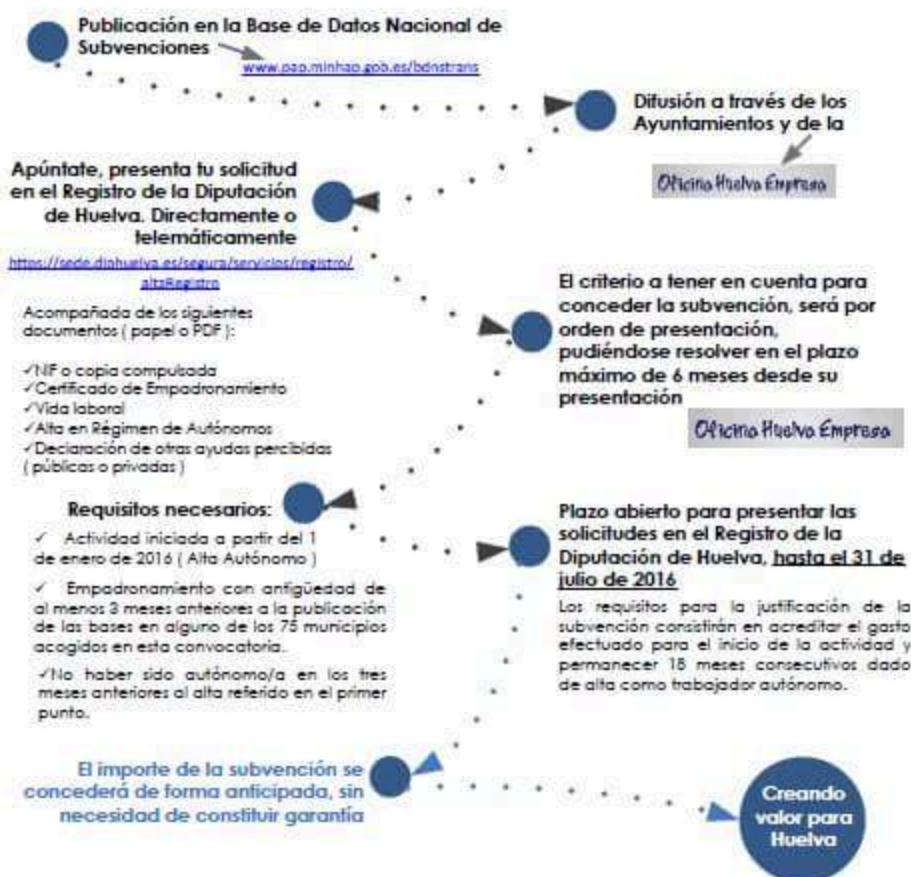 Publicación en la Base de Datos Nacional de
Subvenciones
www.pap.minhap.gob.es/bdnstrans
Difusión a través de los
Ayuntamientos y de la
Oficina Huelva Empresa
Apúntate, presenta tu solicitud
en el Registro de la Diputación
de Huelva. Directamente o
telemáticamente
https://sede.diphuelva.es/segura/servicios/registro/
altaRegistro
Acompañada de los siguientes
documentos ( papel o PDF ):
✓NIF o copia compulsada
✓Certificado de Empadronamiento
✓Vida laboral
✓Alta en Régimen de Autónomos
✓Declaración de otras ayudas percibidas
( públicas o privadas )
El criterio a tener en cuenta para
conceder la subvención, será por
orden de presentación,
pudiéndose resolver en el plazo
máximo de 6 meses desde su
presentación
Oficina Huelva Empresa
Requisitos necesarios:
✓ Actividad iniciada a partir del 1
de enero de 2016 ( Alta Autónomo )
✓ Empadronamiento con antigüedad de
al menos 3 meses anteriores a la publicación
de las bases en alguno de los 75 municipios
acogidos en esta convocatoria.
✓No haber sido autónomo/a en los tres
meses anteriores al alta referido en el primer
punto.
Plazo abierto para presentar las
solicitudes en el Registro de la
Diputación de Huelva, hasta el 31 de
julio de 2016
Los requisitos para la justificación de la
subvención consistirán en acreditar el gasto
efectuado para el inicio de la actividad y
permanecer 18 meses consecutivos dado
de alta como trabajador autónomo.
El importe de la subvención se
concederá de forma anticipada, sin
necesidad de constituir garantía
Creando
valor para
Huelva